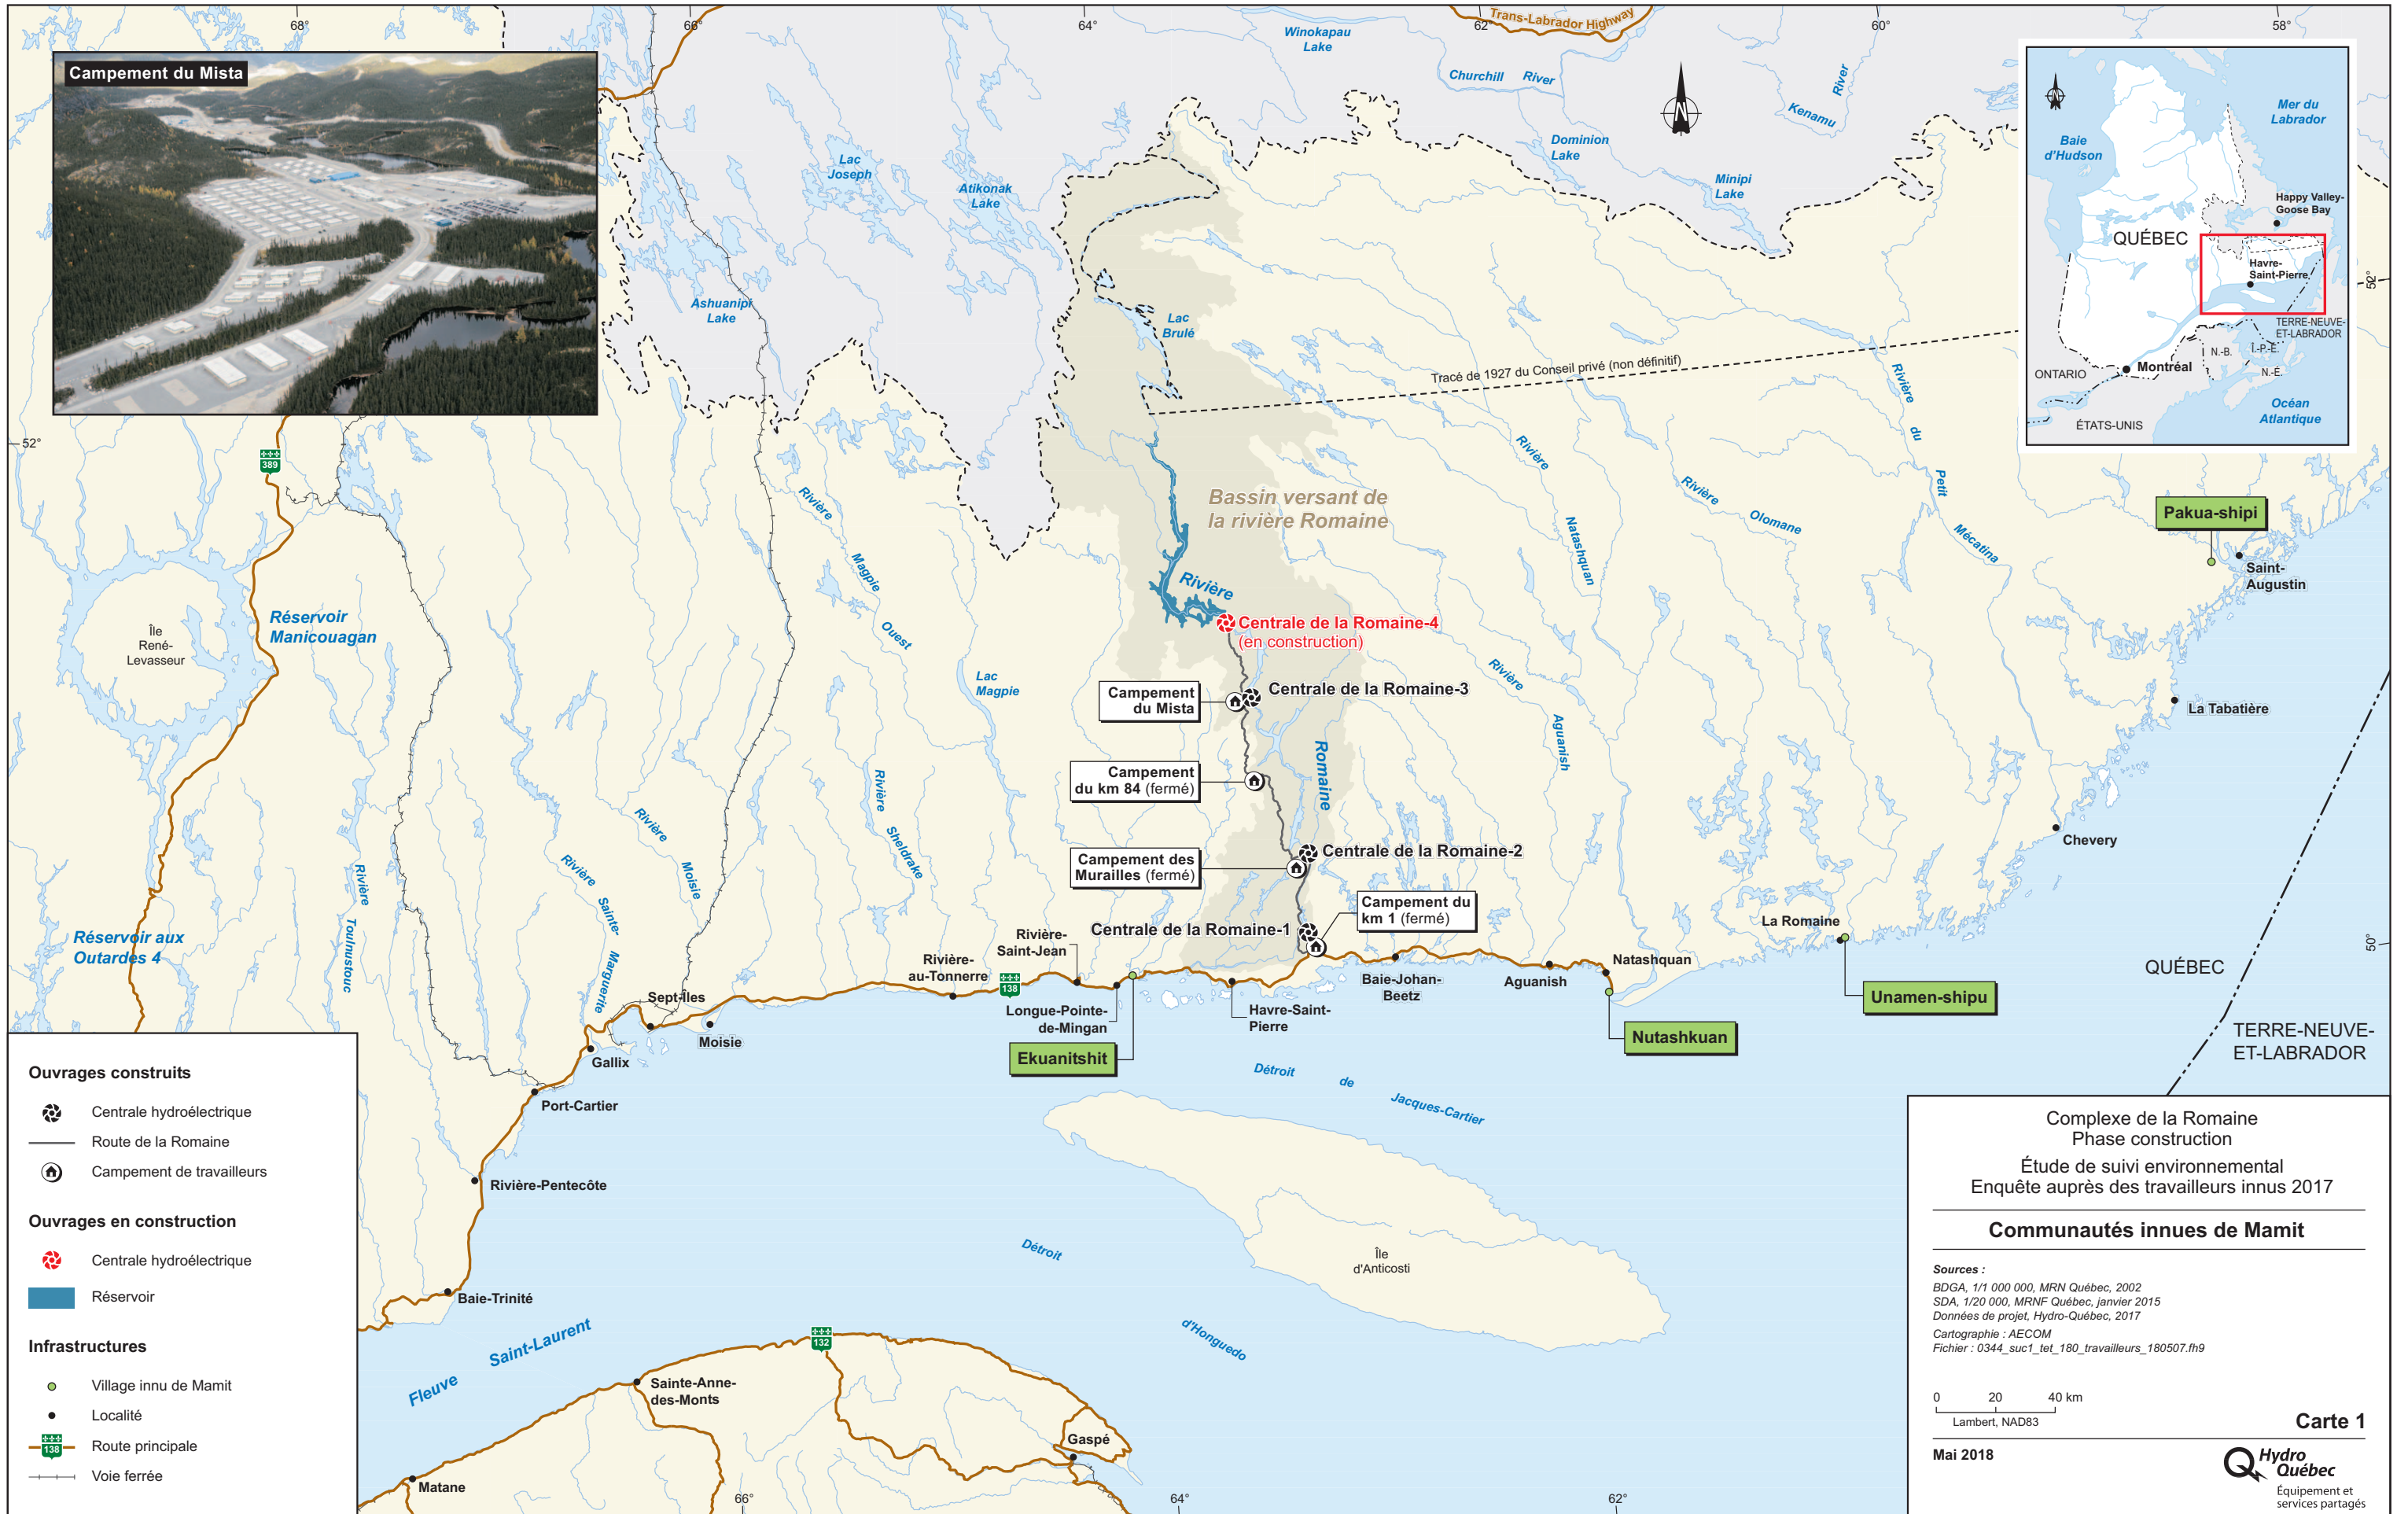 68°
66°
64°
62°
60°
58°
Trans-Labrador Highway
Campement du Mista
Winokapau
Lake
Churchill River
Kenamu River
Dominion
Lake
Minipi
Lake
Lac
Joseph
Atikonak
Lake
Ashuanipi
Lake
Lac
Brulé
Baie
d'Hudson
Mer du
Labrador
Happy Valley-
Goose Bay
QUÉBEC
Havre-
Saint-Pierre
TERRE-NEUVE-
ET-LABRADOR
Î.-P.-É.
N.-B.
N.-É.
ONTARIO
Montréal
Océan
Atlantique
ÉTATS-UNIS
52°
52°
50°
Tracé de 1927 du Conseil privé (non définitif)
389
Bassin versant de
la rivière Romaine
Rivière
Romaine
Rivière du Petit Mécatina
Rivière Natashquan
Rivière Olomane
Rivière Aguanish
Rivière Magpie Ouest
Lac
Magpie
Rivière Sheldrake
Rivière Moisie
Rivière Sainte-Marguerite
Rivière Toulnustouc
Île
René-
Levasseur
Réservoir
Manicouagan
Réservoir aux
Outardes 4
Pakua-shipi
Saint-
Augustin
La Tabatière
Chevery
Centrale de la Romaine-4
(en construction)
Centrale de la Romaine-3
Campement
du Mista
Campement
du km 84 (fermé)
Centrale de la Romaine-2
Campement des
Murailles (fermé)
Campement du
km 1 (fermé)
Centrale de la Romaine-1
La Romaine
Unamen-shipu
Natashquan
Nutashkuan
Aguanish
Baie-Johan-
Beetz
Havre-Saint-
Pierre
Rivière-
Saint-Jean
Longue-Pointe-
de-Mingan
Ekuanitshit
Rivière-
au-Tonnerre
138
Sept-Îles
Moisie
Gallix
Port-Cartier
Rivière-Pentecôte
Baie-Trinité
QUÉBEC
TERRE-NEUVE-
ET-LABRADOR
Détroit de Jacques-Cartier
Île
d'Anticosti
Détroit d'Honguedo
Fleuve Saint-Laurent
132
Sainte-Anne-
des-Monts
Gaspé
Matane
66°
64°
62°
Ouvrages construits
Centrale hydroélectrique
Route de la Romaine
Campement de travailleurs
Ouvrages en construction
Centrale hydroélectrique
Réservoir
Infrastructures
Village innu de Mamit
Localité
138 Route principale
Voie ferrée
Complexe de la Romaine
Phase construction
Étude de suivi environnemental
Enquête auprès des travailleurs innus 2017
Communautés innues de Mamit
Sources :
BDGA, 1/1 000 000, MRN Québec, 2002
SDA, 1/20 000, MRNF Québec, janvier 2015
Données de projet, Hydro-Québec, 2017
Cartographie : AECOM
Fichier : 0344_suc1_tet_180_travailleurs_180507.fh9
0 20 40 km
Lambert, NAD83
Carte 1
Mai 2018
Hydro
Québec
Équipement et
services partagés